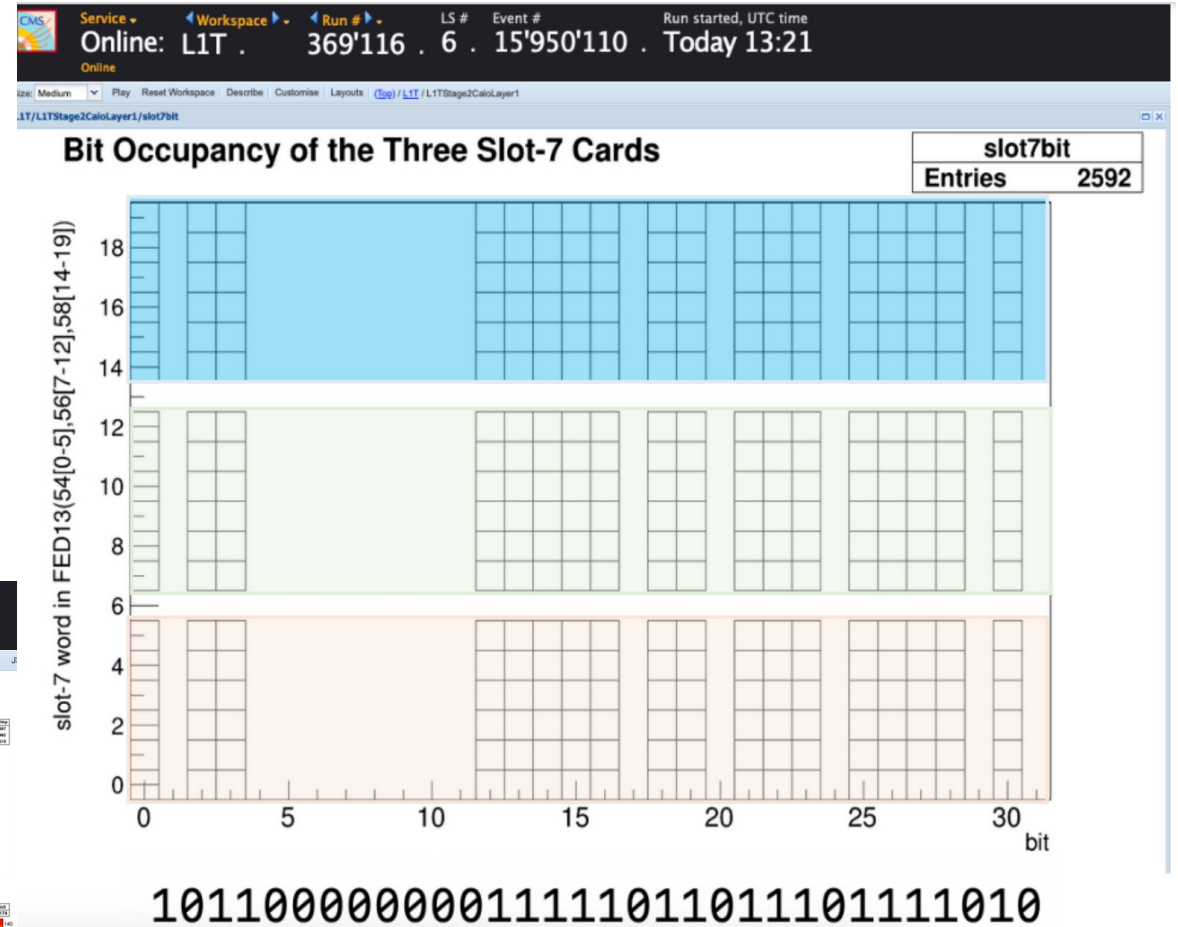 CMS
Service
Workspace
Run #
LS #
Event #
Run started, UTC time
Online: L1T . 369'116 . 6 . 15'950'110 . Today 13:21
Online
Size: Medium Play Reset Workspace Describe Customise Layouts (Top) / L1T / L1TStage2CaloLayer1
L1T/L1TStage2CaloLayer1/slot7bit
Bit Occupancy of the Three Slot-7 Cards
slot7bit
Entries 2592
slot-7 word in FED13(54[0-5],56[7-12],58[14-19])
18
16
14
12
10
8
6
4
2
0
0 5 10 15 20 25 30
bit
10110000000011111011011101111010